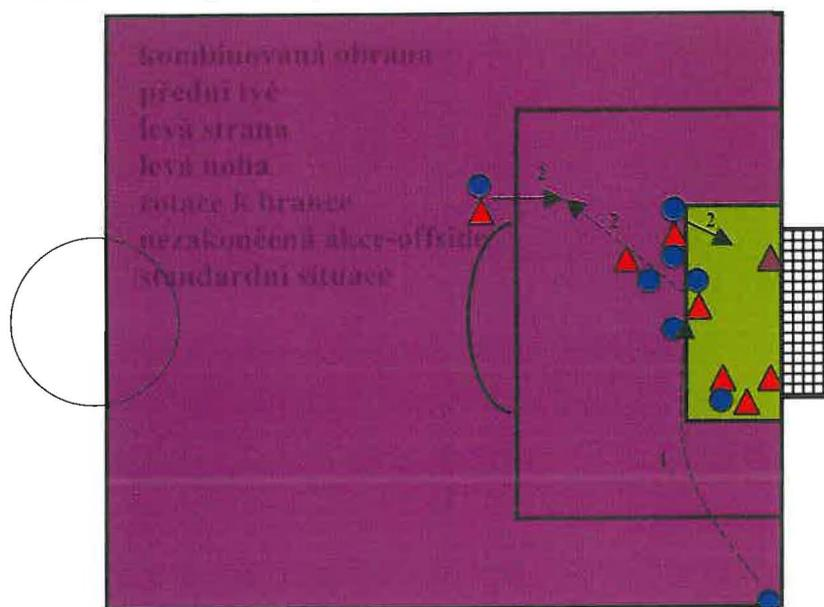 kombinovaná obrana
přední tyč
levá strana
levá noha
rotace k brance
nezakončená akce-offside
standardní situace
2
2
2
1